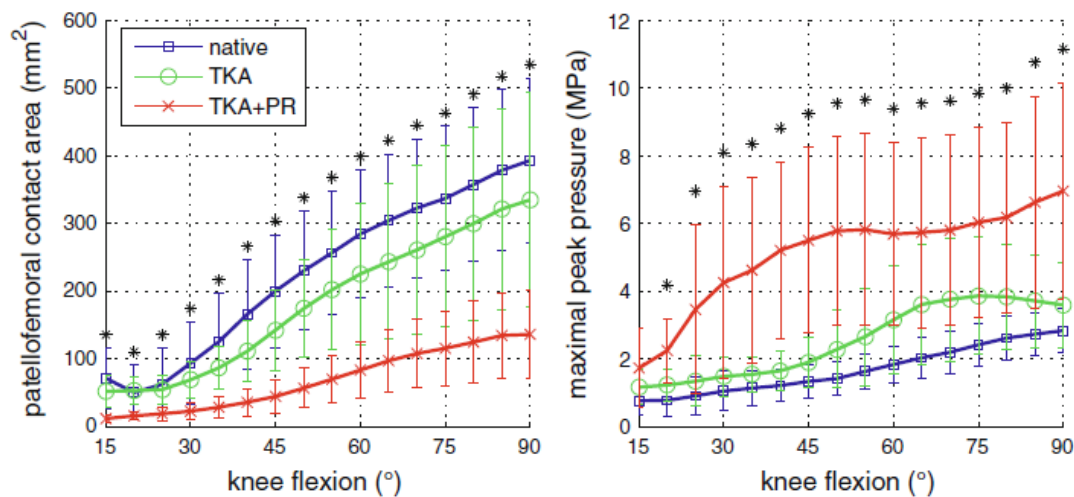 patellofemoral contact area (mm²)
600
500
400
300
200
100
0
native
TKA
TKA+PR
* * * * * * * * * * * * * * * *
15 30 45 60 75 90
knee flexion (°)
maximal peak pressure (MPa)
12
10
8
6
4
2
0
* * * * * * * * * * * * * * *
15 30 45 60 75 90
knee flexion (°)